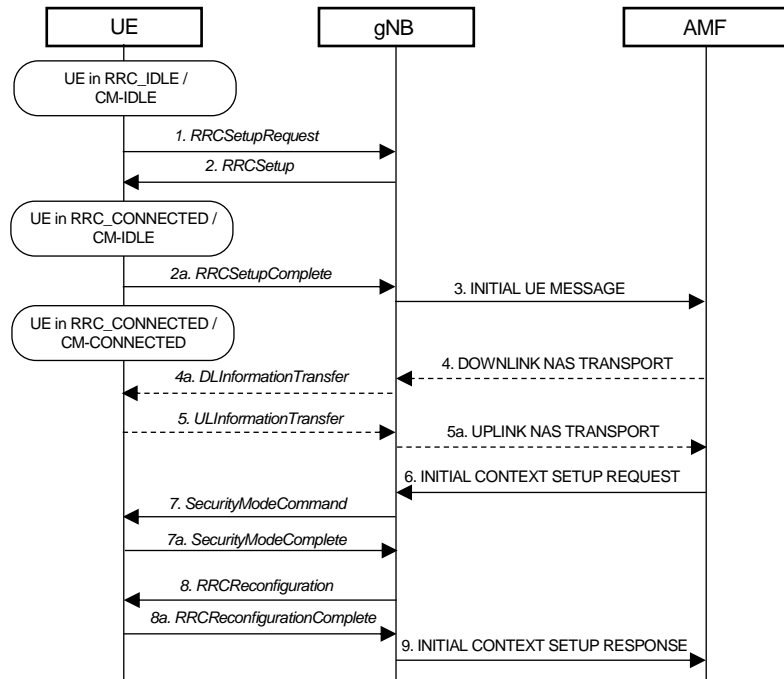 UE
gNB
AMF
UE in RRC_IDLE /
CM-IDLE
1. RRCSetupRequest
2. RRCSetup
UE in RRC_CONNECTED /
CM-IDLE
2a. RRCSetupComplete
3. INITIAL UE MESSAGE
UE in RRC_CONNECTED /
CM-CONNECTED
4. DOWNLINK NAS TRANSPORT
4a. DLInformationTransfer
5. ULInformationTransfer
5a. UPLINK NAS TRANSPORT
6. INITIAL CONTEXT SETUP REQUEST
7. SecurityModeCommand
7a. SecurityModeComplete
8. RRCReconfiguration
8a. RRCReconfigurationComplete
9. INITIAL CONTEXT SETUP RESPONSE